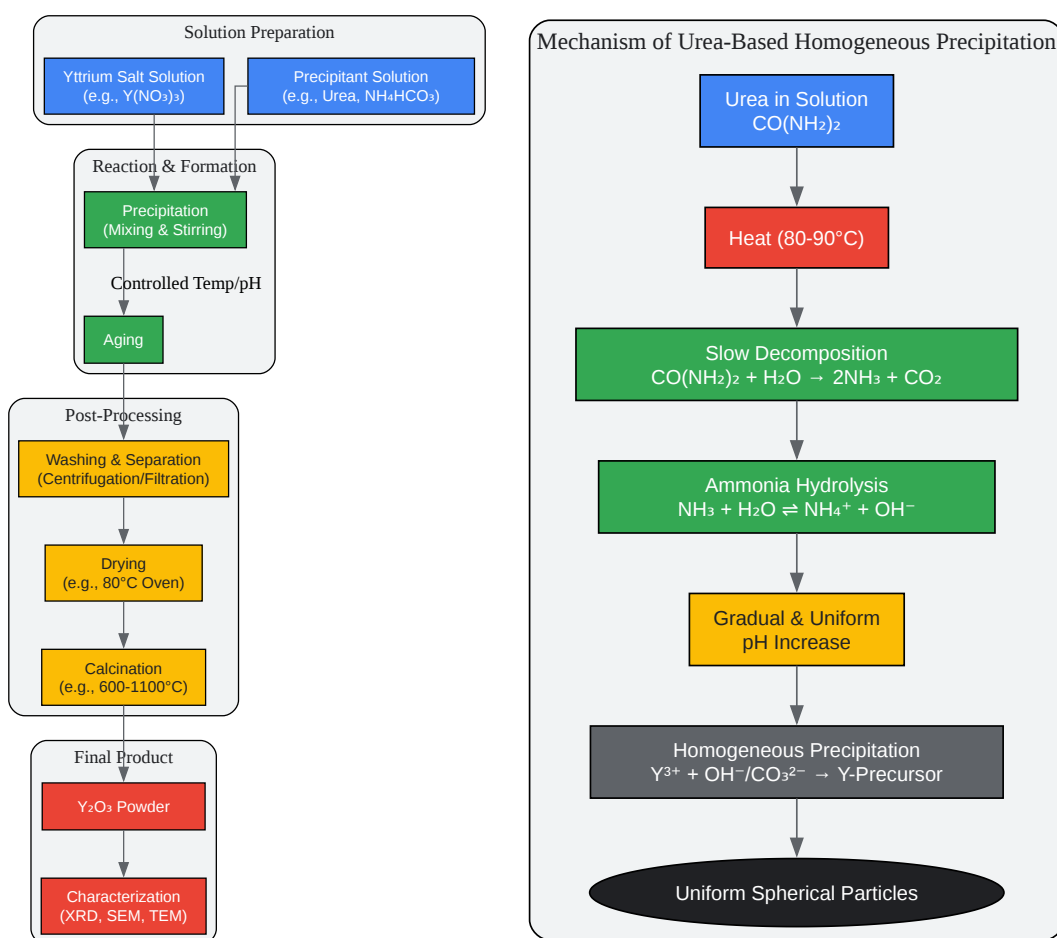 Solution Preparation
Yttrium Salt Solution
(e.g., Y(NO₃)₃)
Precipitant Solution
(e.g., Urea, NH₄HCO₃)
Reaction & Formation
Precipitation
(Mixing & Stirring)
Controlled Temp/pH
Aging
Post-Processing
Washing & Separation
(Centrifugation/Filtration)
Drying
(e.g., 80°C Oven)
Calcination
(e.g., 600-1100°C)
Final Product
Y₂O₃ Powder
Characterization
(XRD, SEM, TEM)
Mechanism of Urea-Based Homogeneous Precipitation
Urea in Solution
CO(NH₂)₂
Heat (80-90°C)
Slow Decomposition
CO(NH₂)₂ + H₂O → 2NH₃ + CO₂
Ammonia Hydrolysis
NH₃ + H₂O ⇌ NH₄⁺ + OH⁻
Gradual & Uniform
pH Increase
Homogeneous Precipitation
Y³⁺ + OH⁻/CO₃²⁻ → Y-Precursor
Uniform Spherical Particles